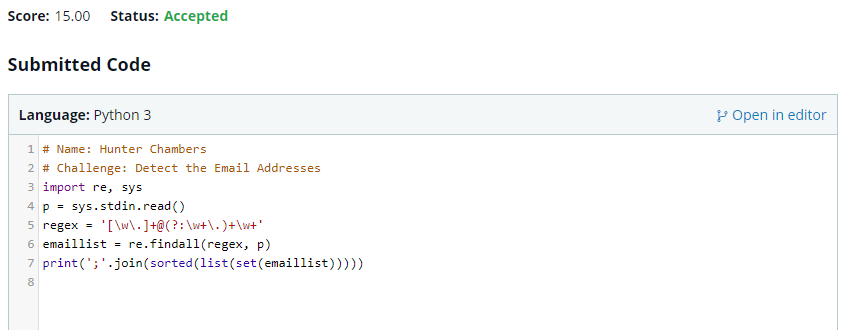 Score: 15.00 Status: Accepted
Submitted Code
Language: Python 3 Open in editor
1 # Name: Hunter Chambers
2 # Challenge: Detect the Email Addresses
3 import re, sys
4 p = sys.stdin.read()
5 regex = '[\w\.]+@(?:\w+\.)+\w+'
6 emaillist = re.findall(regex, p)
7 print(';'.join(sorted(list(set(emaillist)))))
8